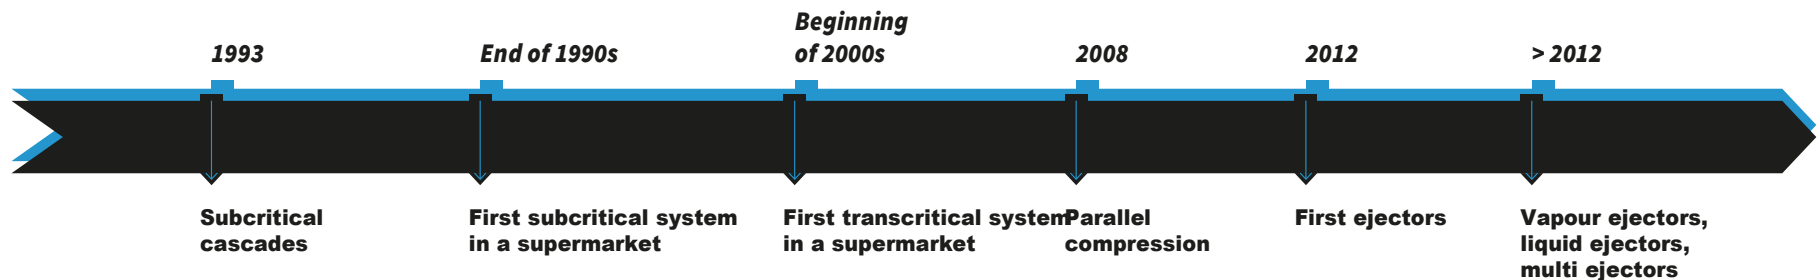 1993
Subcritical
cascades
End of 1990s
First subcritical system
in a supermarket
Beginning
of 2000s
First transcritical system
in a supermarket
2008
Parallel
compression
2012
First ejectors
> 2012
Vapour ejectors,
liquid ejectors,
multi ejectors